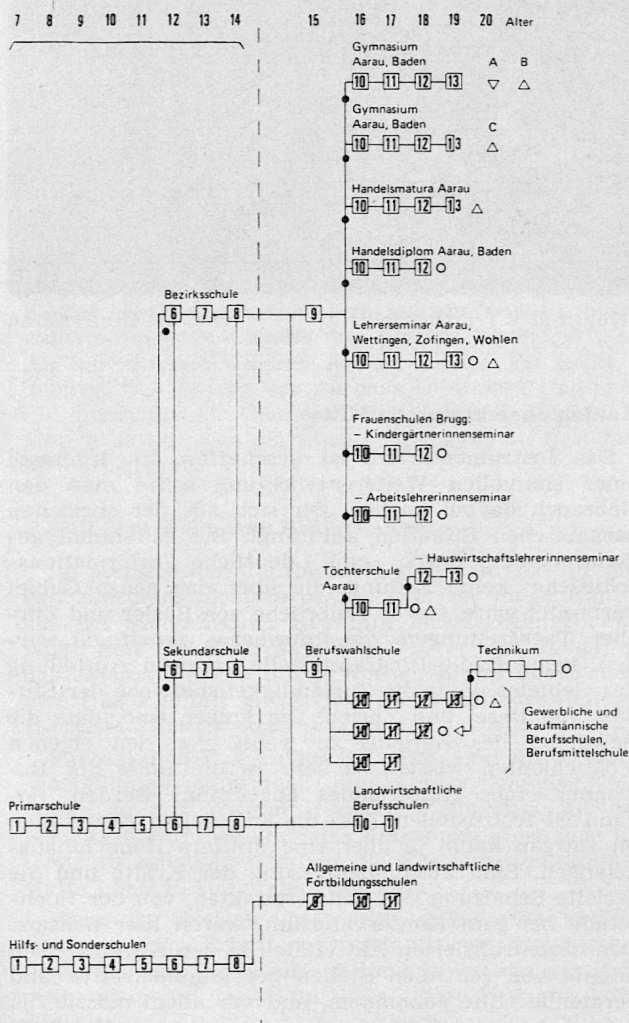 7 8 9 10 11 12 13 14 15 16 17 18 19 20 Alter
Gymnasium
Aarau, Baden A B
10 11 12 13
Gymnasium
Aarau, Baden C
10 11 12 13
Handelsmatura Aarau
10 11 12 13
Handelsdiplom Aarau, Baden
10 11 12
Bezirksschule
6 7 8 9
Lehrerseminar Aarau,
Wettingen, Zofingen, Wohlen
10 11 12 13
Frauenschulen Brugg:
– Kindergärtnerinnenseminar
10 11 12
– Arbeitslehrerinnenseminar
10 11 12
Hauswirtschaftslehrerinnenseminar
12 13
Töchterschule
Aarau
10 11
Sekundarschule Berufswahlschule Technikum
6 7 8 9
10 11 12 13
10 11 12
10 11
Gewerbliche und
kaufmännische
Berufsschulen,
Berufsmittelschule
Primarschule
1 2 3 4 5 6 7 8
Landwirtschaftliche
Berufsschulen
10 11
Allgemeine und landwirtschaftliche
Fortbildungsschulen
9 10 11
Hilfs- und Sonderschulen
1 2 3 4 5 6 7 8